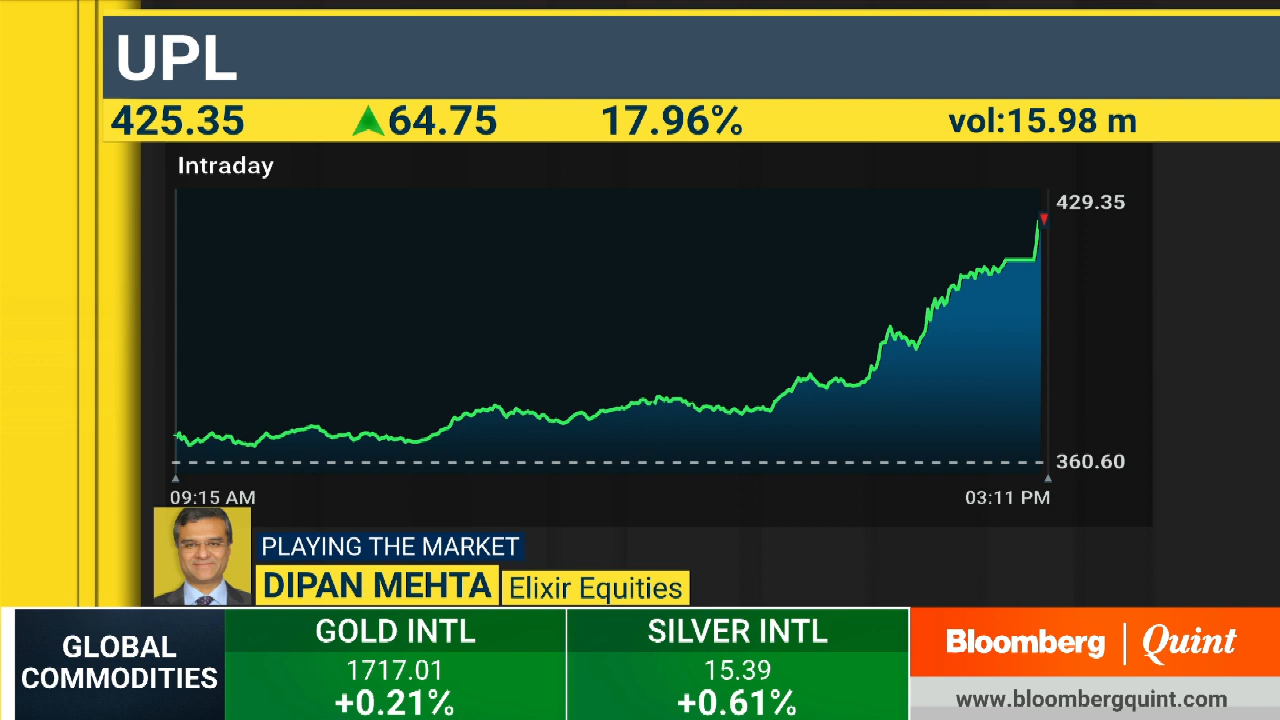 UPL
425.35 64.75 17.96% vol:15.98 m
Intraday
429.35
360.60
09:15 AM 03:11 PM
PLAYING THE MARKET
DIPAN MEHTA Elixir Equities
GLOBAL COMMODITIES
GOLD INTL
1717.01
+0.21%
SILVER INTL
15.39
+0.61%
Bloomberg | Quint
www.bloombergquint.com